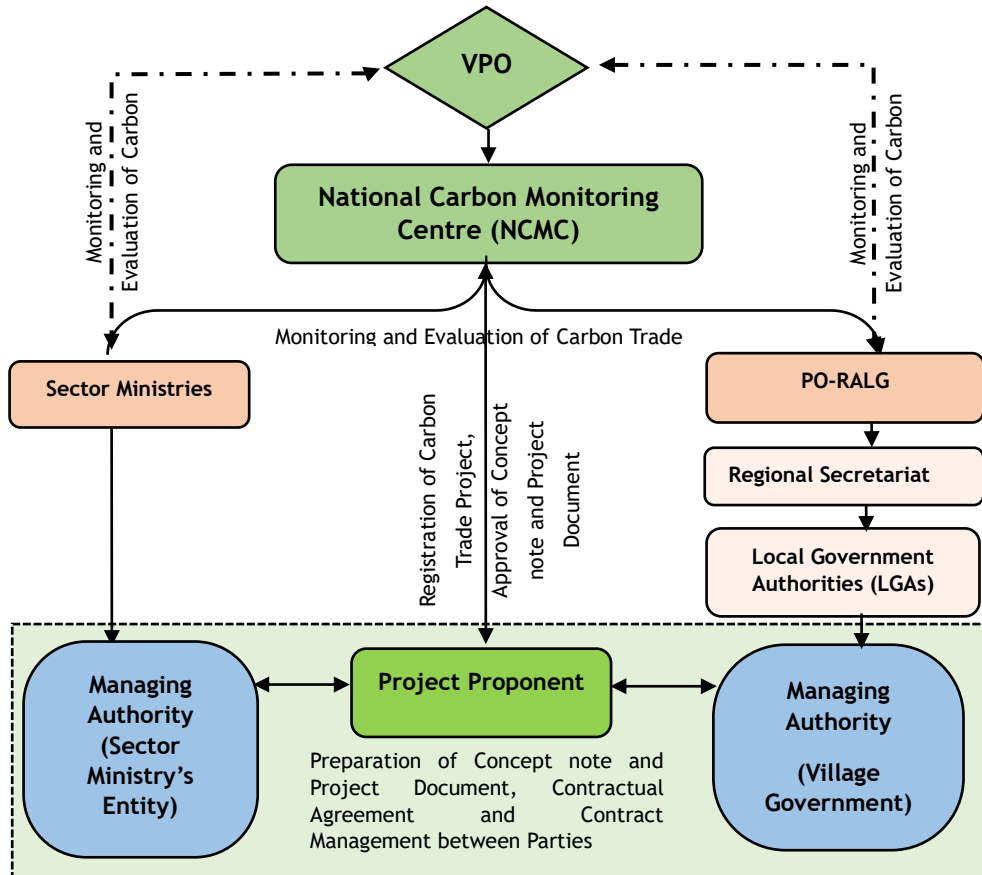 VPO
Monitoring and
Evaluation of Carbon
Monitoring and
Evaluation of Carbon
National Carbon Monitoring
Centre (NCMC)
Monitoring and Evaluation of Carbon Trade
Sector Ministries
PO-RALG
Registration of Carbon
Trade Project,
Approval of Concept
note and Project
Document
Regional Secretariat
Local Government
Authorities (LGAs)
Managing
Authority
(Sector
Ministry’s
Entity)
Project Proponent
Managing
Authority
(Village
Government)
Preparation of Concept note and
Project Document, Contractual
Agreement and Contract
Management between Parties